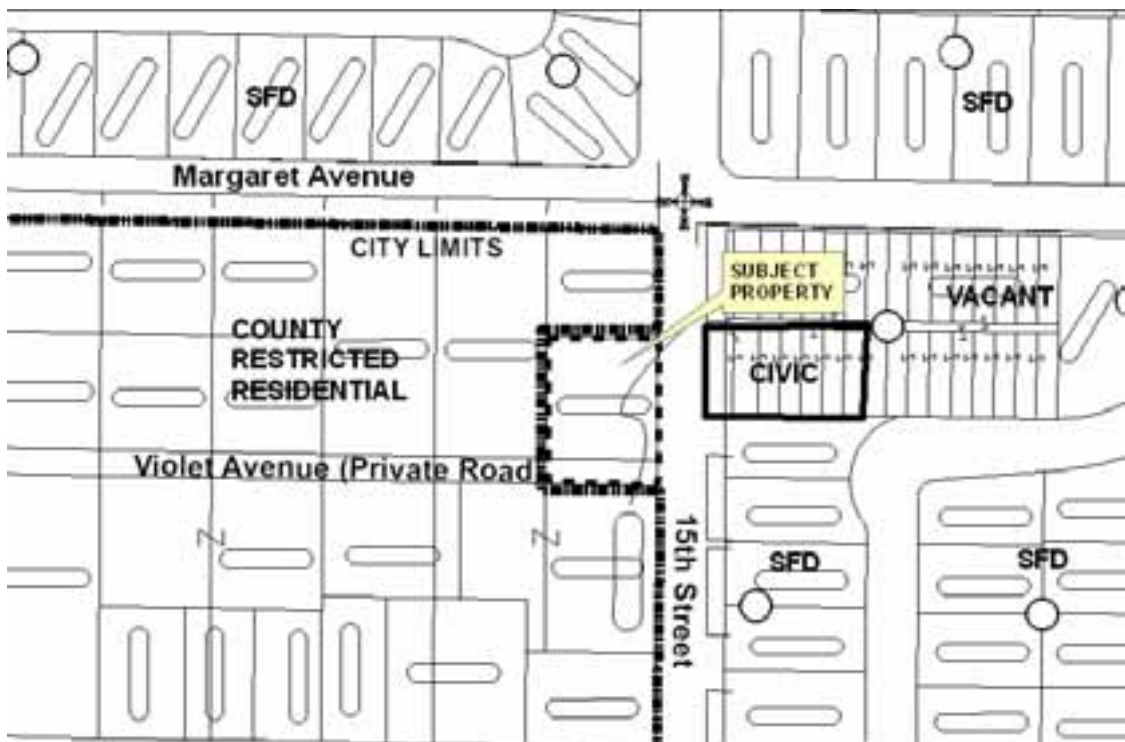 SFD
SFD
Margaret Avenue
CITY LIMITS
SUBJECT
PROPERTY
VACANT
COUNTY
RESTRICTED
RESIDENTIAL
CIVIC
Violet Avenue (Private Road
15th Street
SFD
SFD